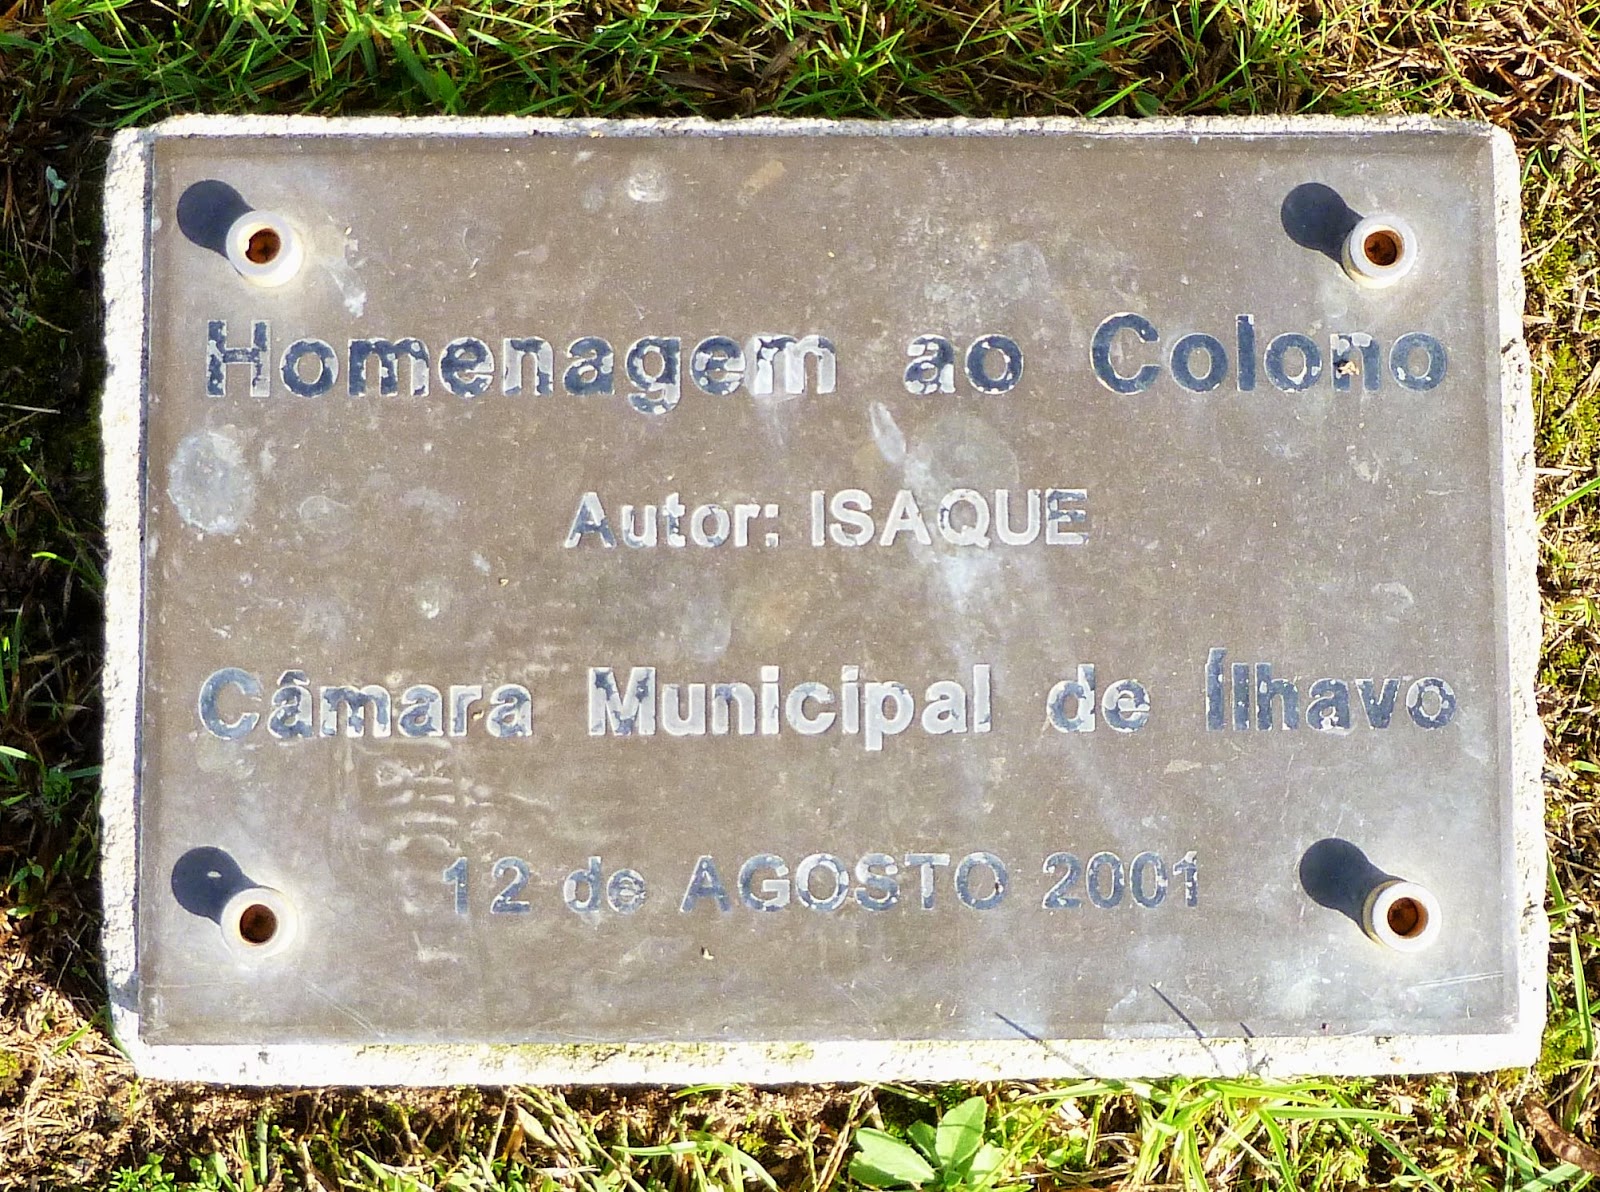 Homenagem ao Colono
Autor: ISAQUE
Câmara Municipal de Ílhavo
12 de AGOSTO 2001